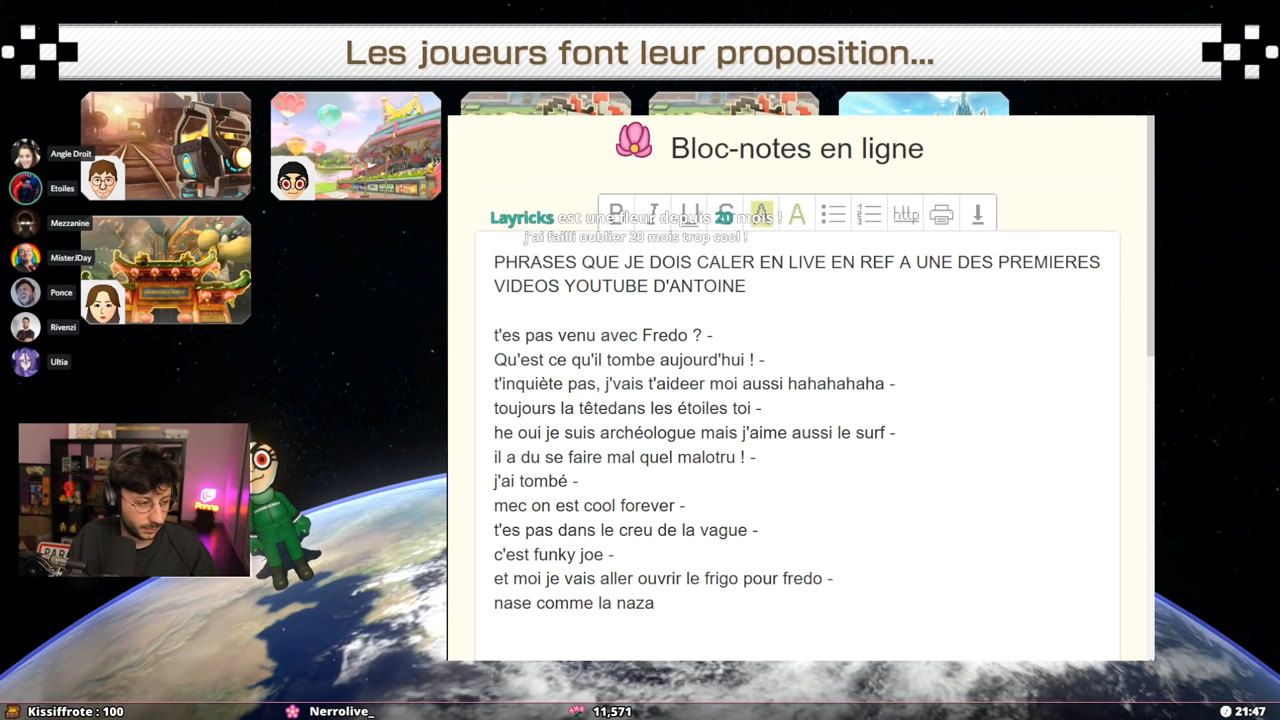 Les joueurs font leur proposition...
Angle Droit
Etoiles
Mezzanine
MisterJDay
Ponce
Rivenzi
Ultia
Bloc-notes en ligne
B I U S A A http
Layricks est une fleur depuis 20 mois !
j'ai failli oublier 20 mois trop cool !
PHRASES QUE JE DOIS CALER EN LIVE EN REF A UNE DES PREMIERES
VIDEOS YOUTUBE D'ANTOINE
t'es pas venu avec Fredo ? -
Qu'est ce qu'il tombe aujourd'hui ! -
t'inquiète pas, j'vais t'aideer moi aussi hahahahaha -
toujours la têtedans les étoiles toi -
he oui je suis archéologue mais j'aime aussi le surf -
il a du se faire mal quel malotru ! -
j'ai tombé -
mec on est cool forever -
t'es pas dans le creu de la vague -
c'est funky joe -
et moi je vais aller ouvrir le frigo pour fredo -
nase comme la naza
Ponce
Kissiffrote : 100
Nerrolive_
11,571
21:47